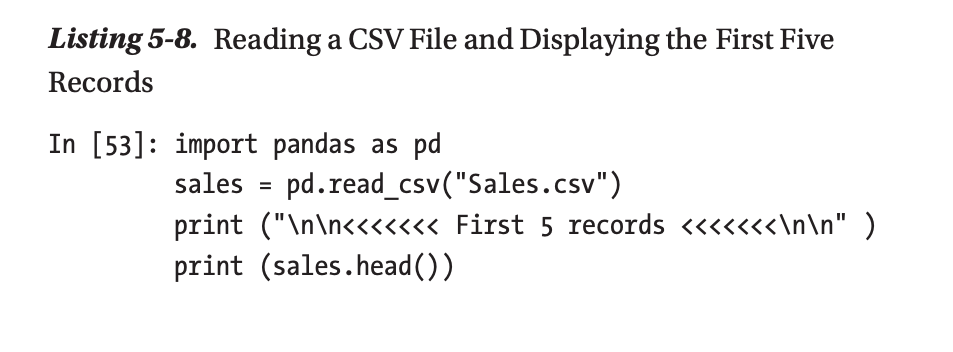 Listing 5-8. Reading a CSV File and Displaying the First Five
Records
In [53]: import pandas as pd
sales = pd.read_csv("Sales.csv")
print ("\n\n<<<<<<< First 5 records <<<<<<<\n\n" )
print (sales.head())